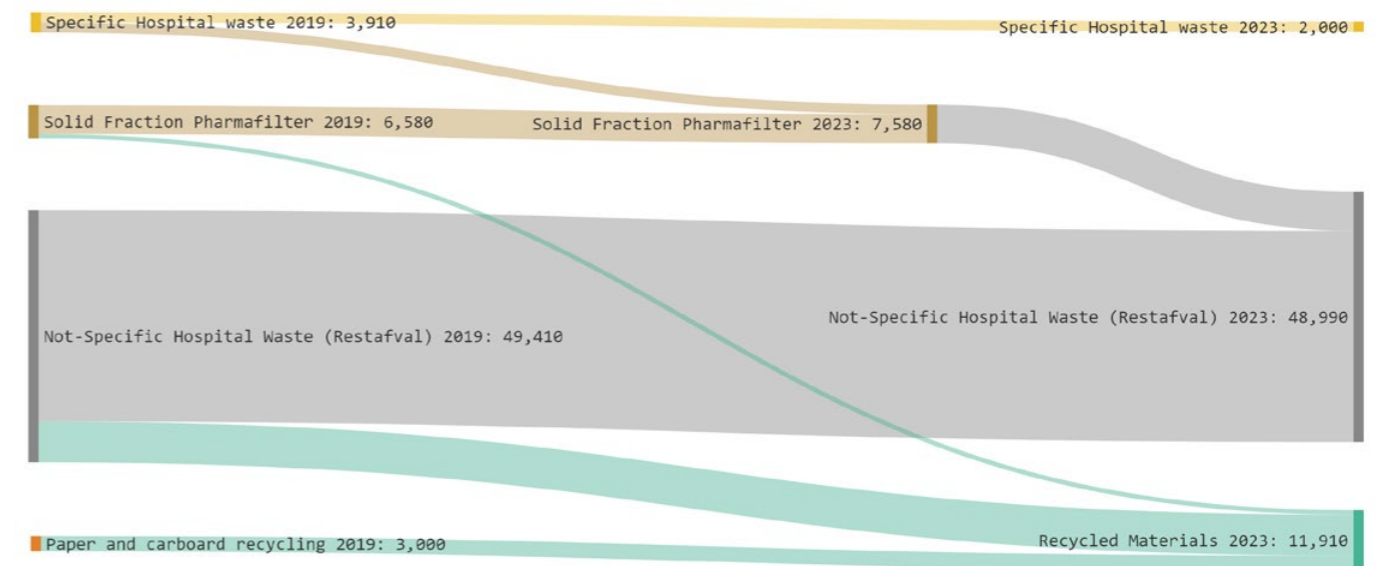 Specific Hospital waste 2019: 3,910
Specific Hospital waste 2023: 2,000
Solid Fraction Pharmafilter 2019: 6,580
Solid Fraction Pharmafilter 2023: 7,580
Not-Specific Hospital Waste (Restafval) 2019: 49,410
Not-Specific Hospital Waste (Restafval) 2023: 48,990
Paper and carboard recycling 2019: 3,000
Recycled Materials 2023: 11,910